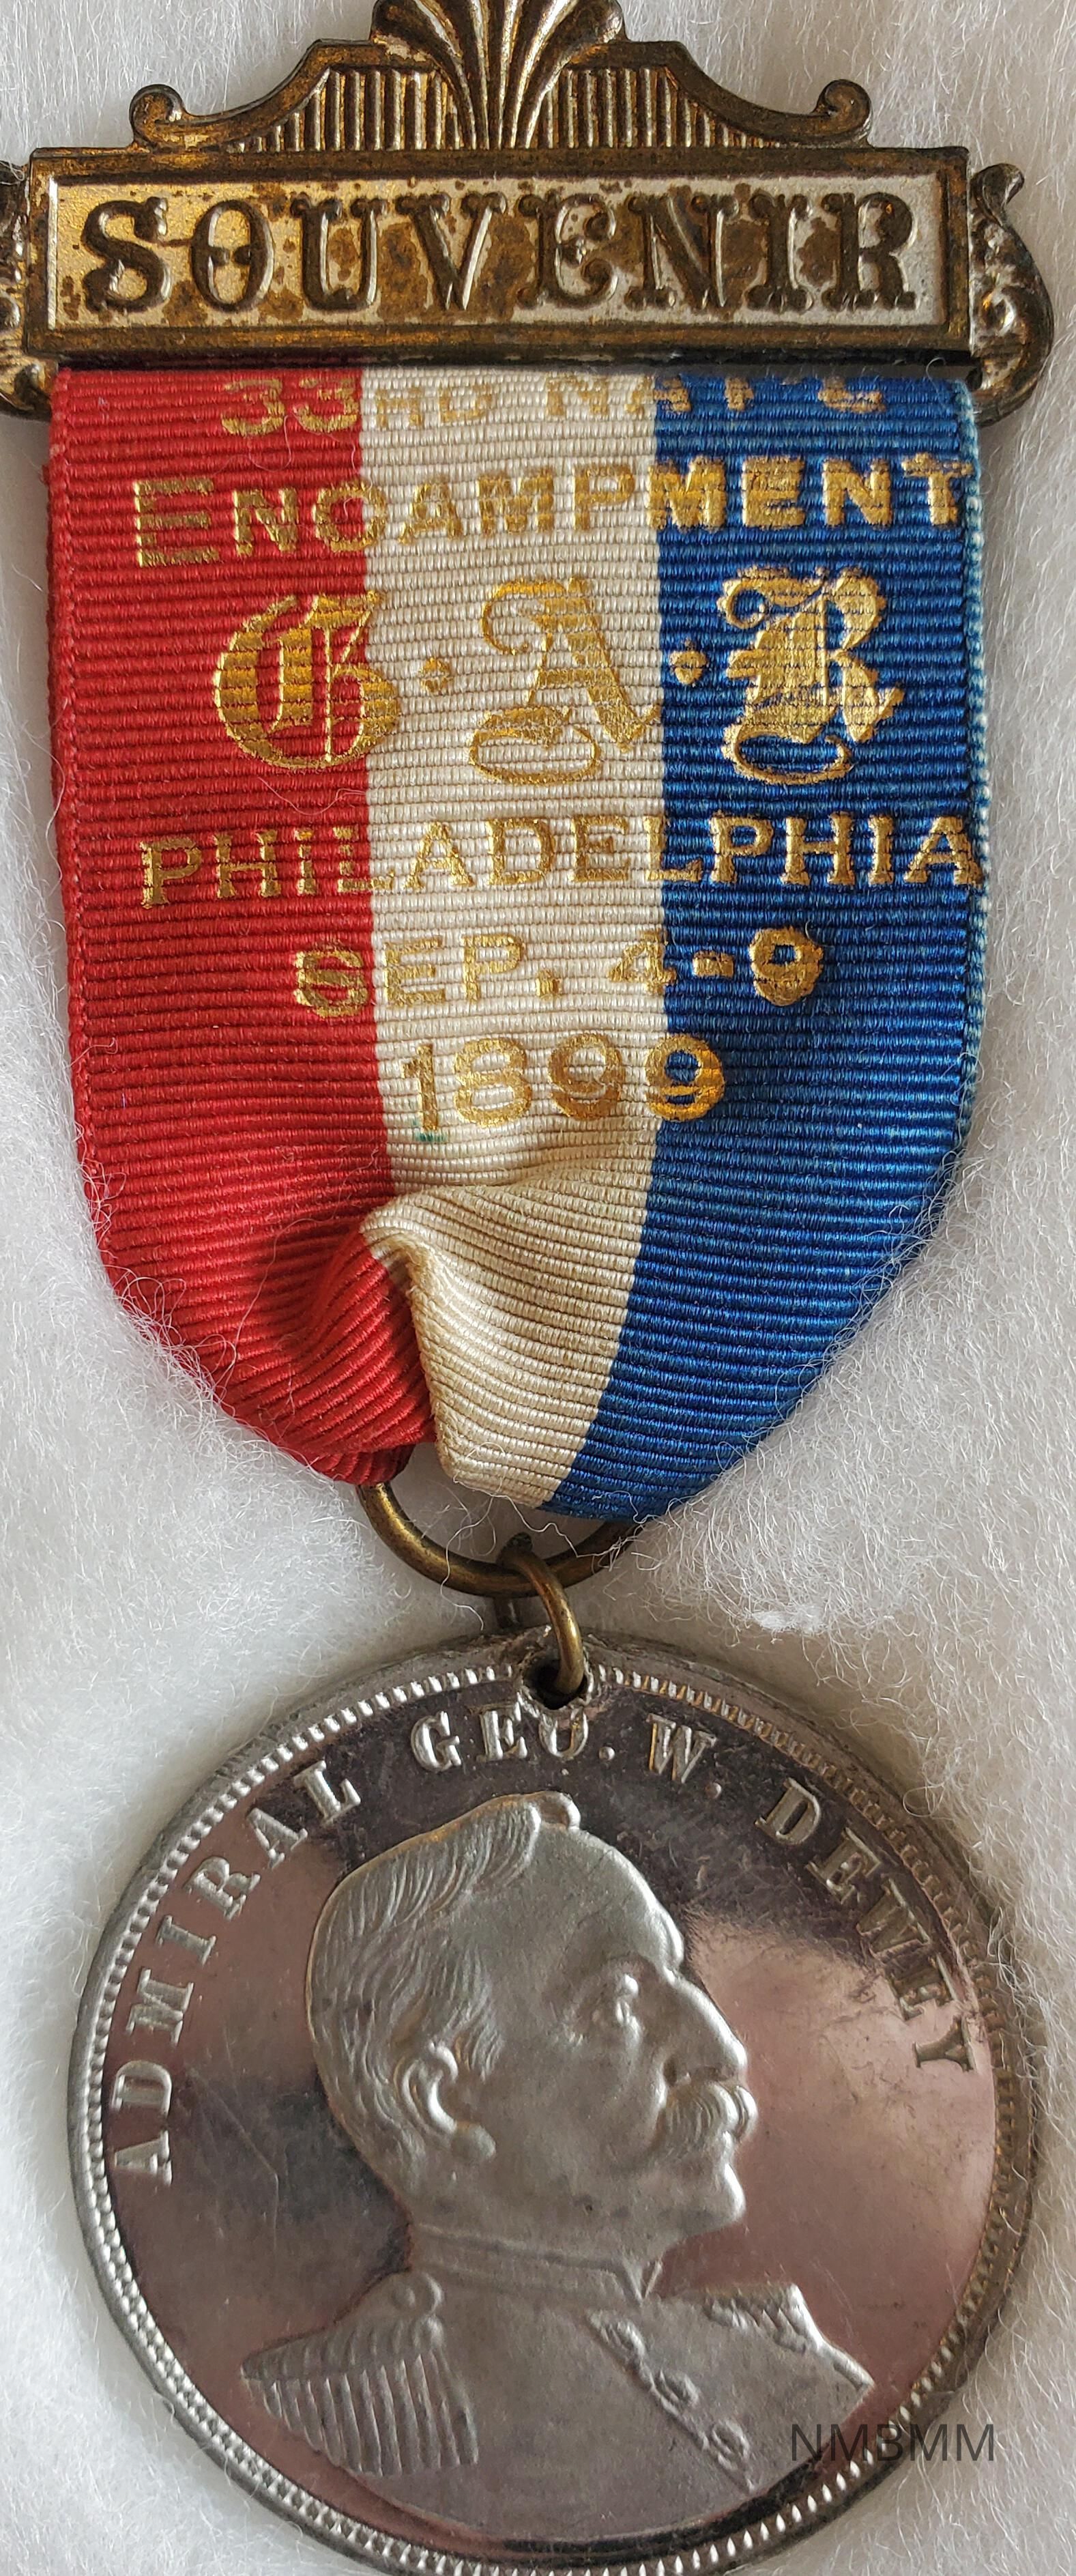 SOUVENIR
33RD NAT'L
ENCAMPMENT
G·A·R
PHILADELPHIA
SEP. 4-9
1899
ADMIRAL GEO. W. DEWEY
NMBMM